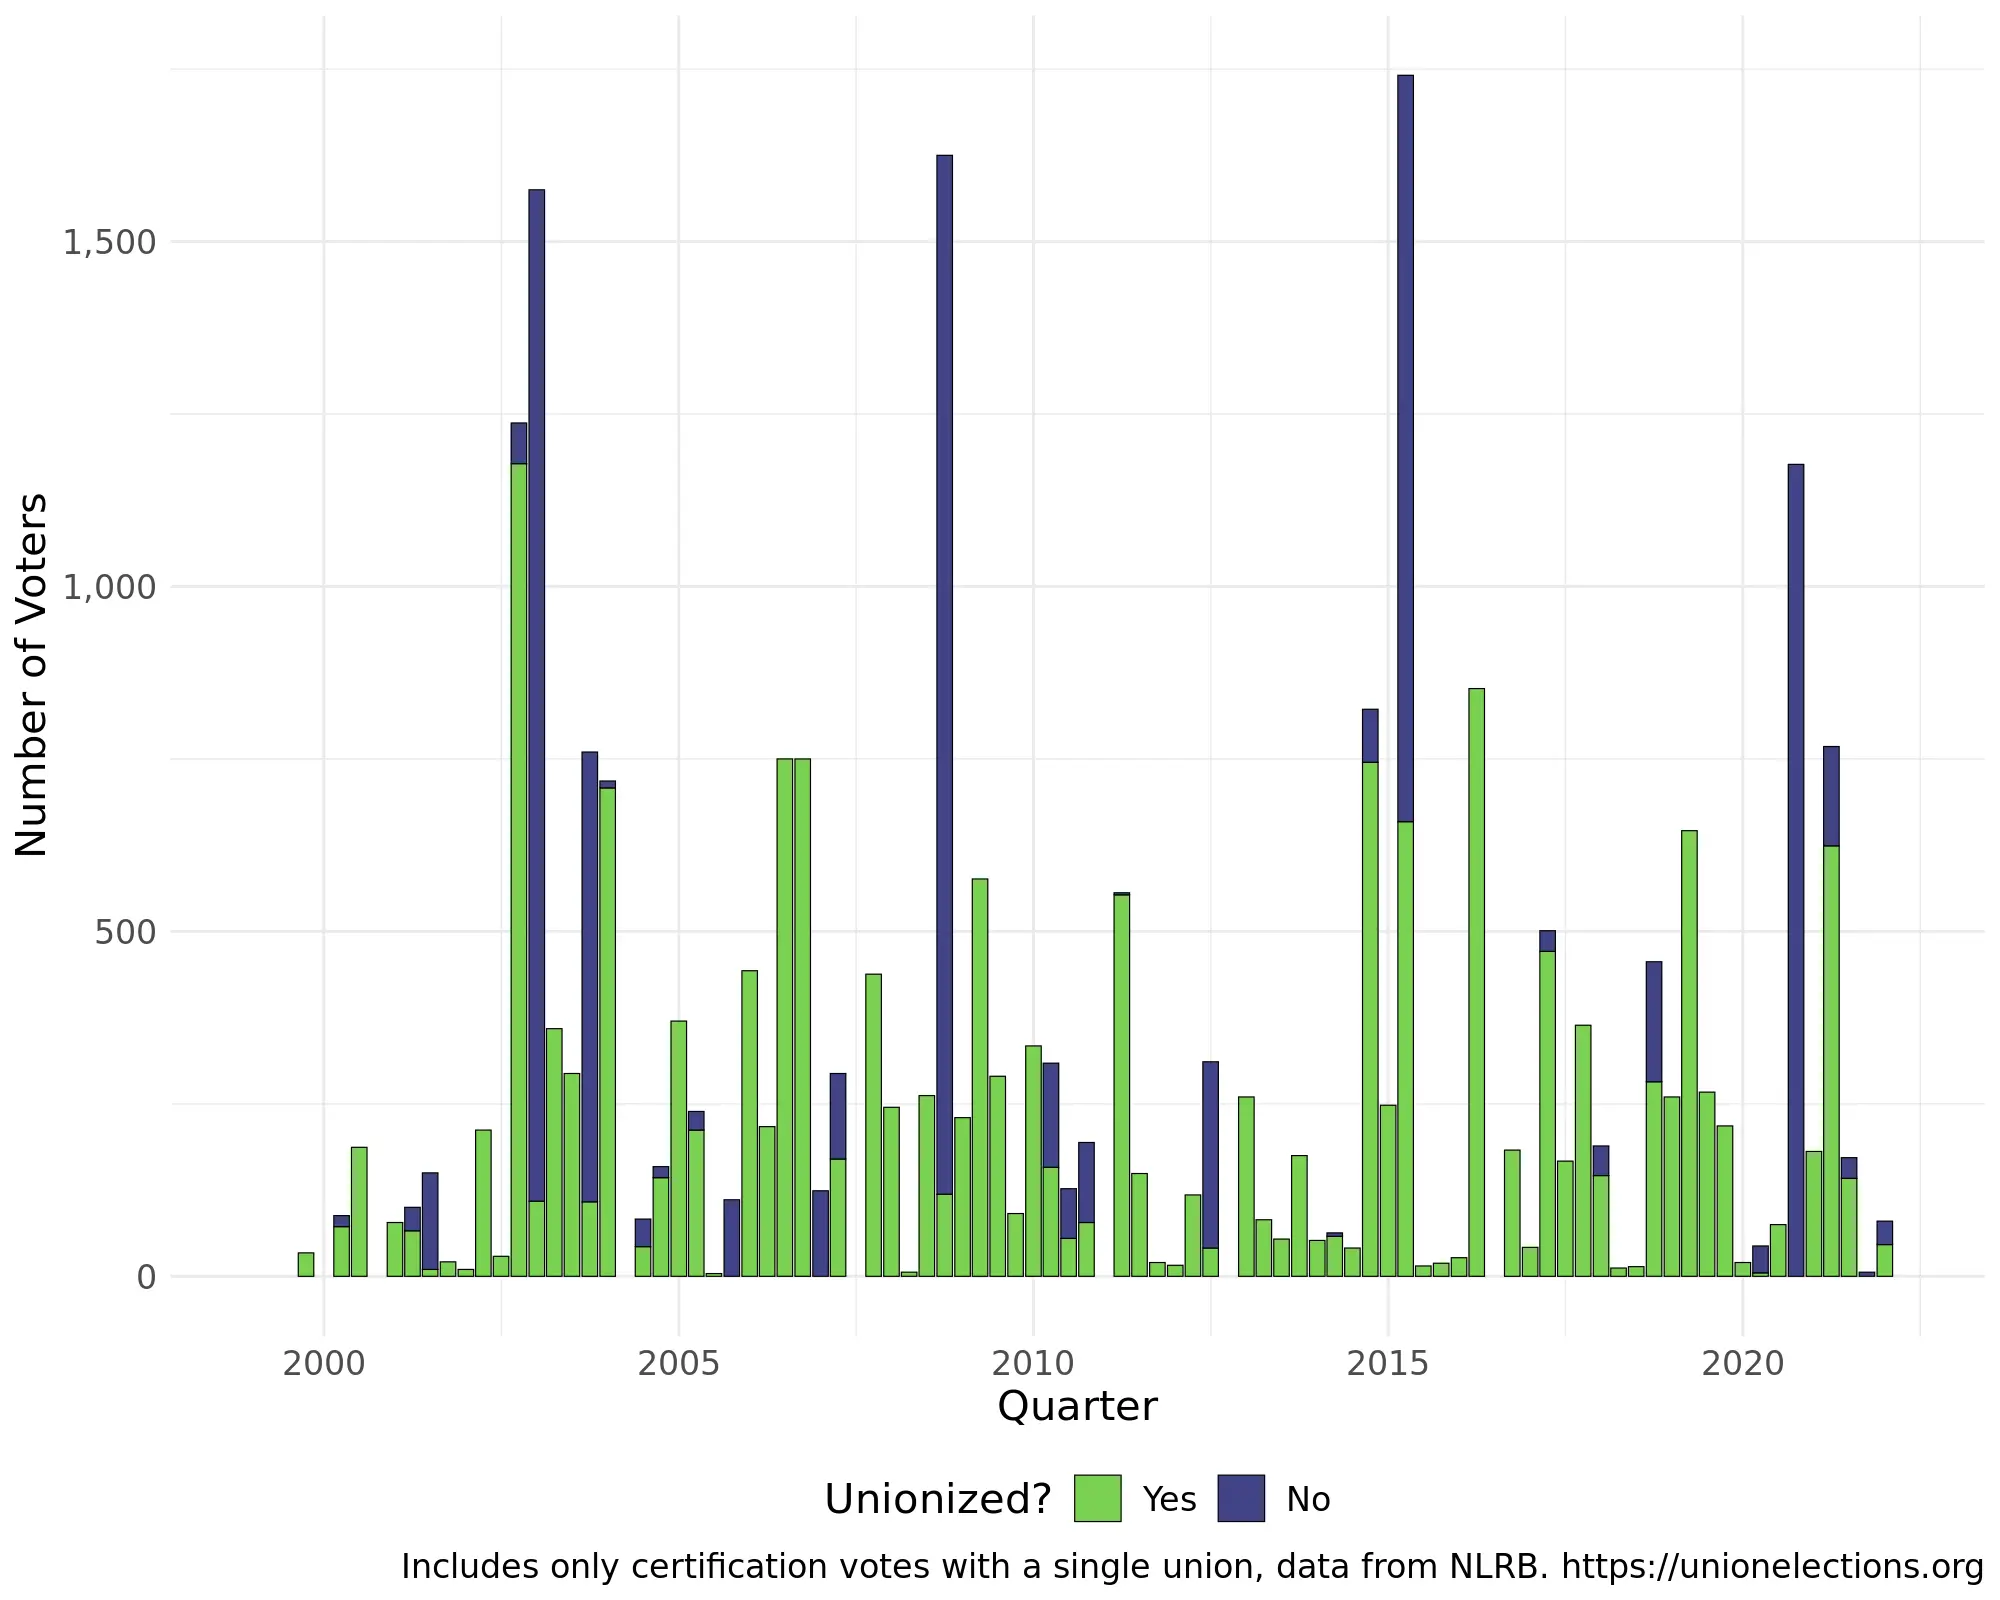 1,500
1,000
500
0
Number of Voters
2000 2005 2010 2015 2020
Quarter
Unionized? Yes No
Includes only certification votes with a single union, data from NLRB. https://unionelections.org